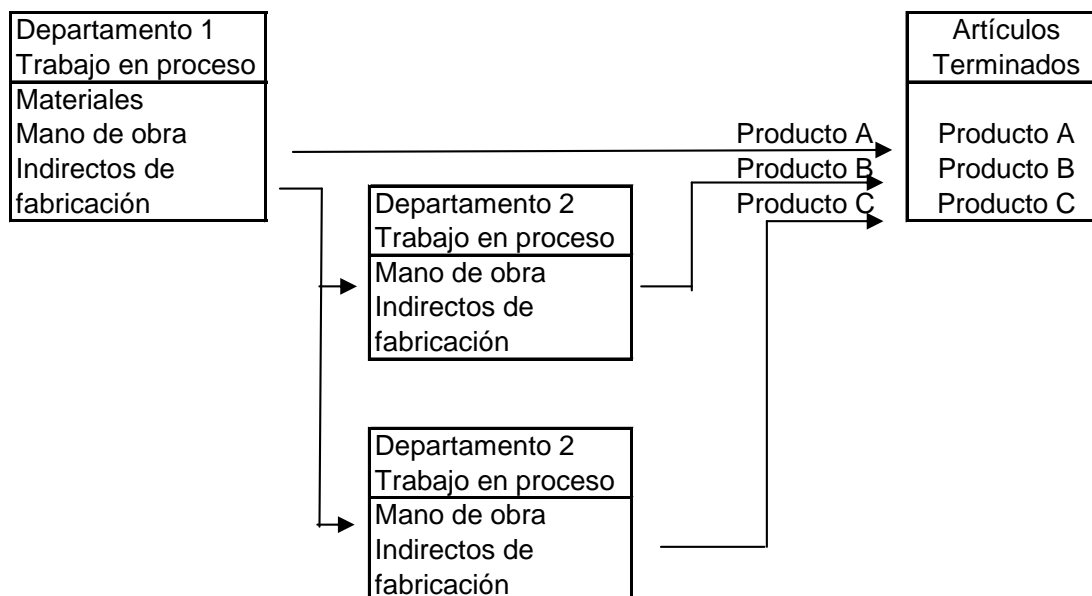 Departamento 1
Trabajo en proceso
Materiales
Mano de obra
Indirectos de
fabricación
Departamento 2
Trabajo en proceso
Mano de obra
Indirectos de
fabricación
Departamento 2
Trabajo en proceso
Mano de obra
Indirectos de
fabricación
Producto A
Producto B
Producto C
Artículos
Terminados
Producto A
Producto B
Producto C